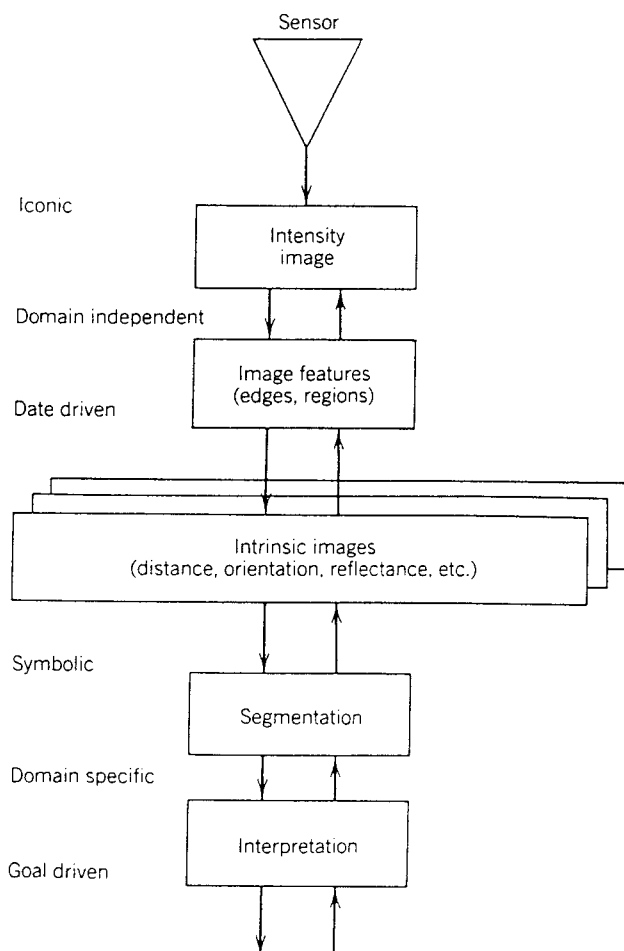 Sensor
Iconic
Intensity
image
Domain independent
Image features
(edges, regions)
Date driven
Intrinsic images
(distance, orientation, reflectance, etc.)
Symbolic
Segmentation
Domain specific
Interpretation
Goal driven